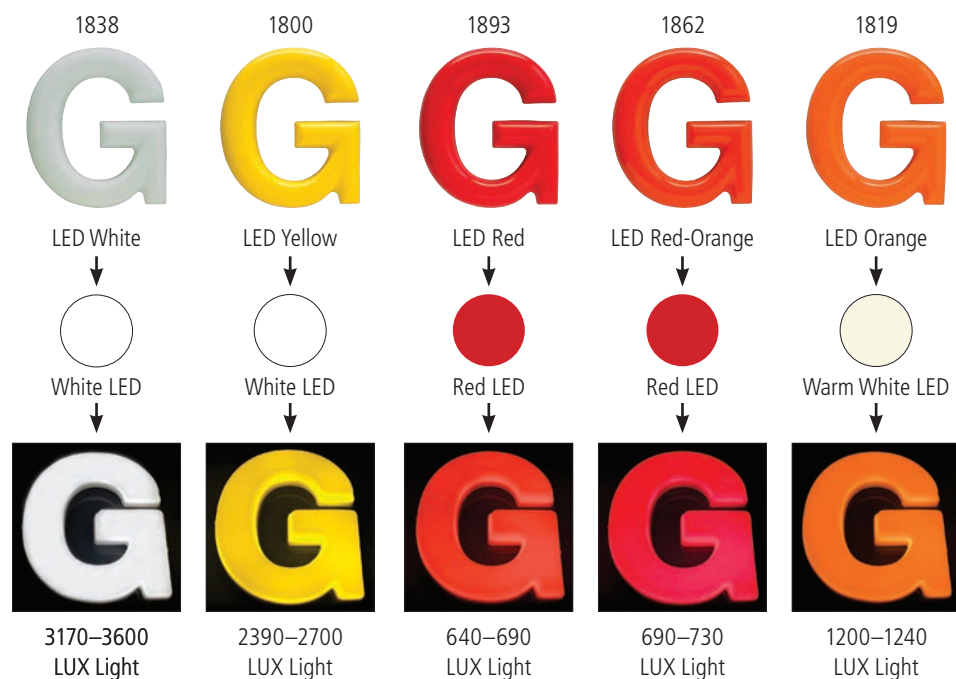 1838 1800 1893 1862 1819
G G G G G
LED White LED Yellow LED Red LED Red-Orange LED Orange
White LED White LED Red LED Red LED Warm White LED
G G G G G
3170–3600 2390–2700 640–690 690–730 1200–1240
LUX Light LUX Light LUX Light LUX Light LUX Light